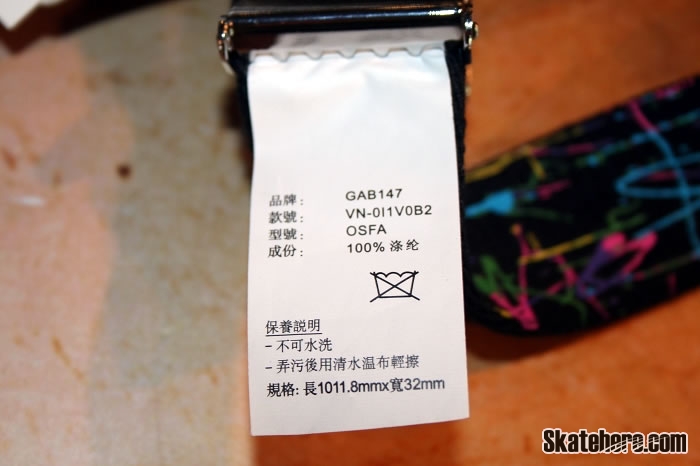 品牌: GAB147
款號: VN-0I1V0B2
型號: OSFA
成份: 100% 涤纶
保養説明
- 不可水洗
- 弄污後用清水温布輕擦
規格: 長1011.8mmx寬32mm
Skatehere.com